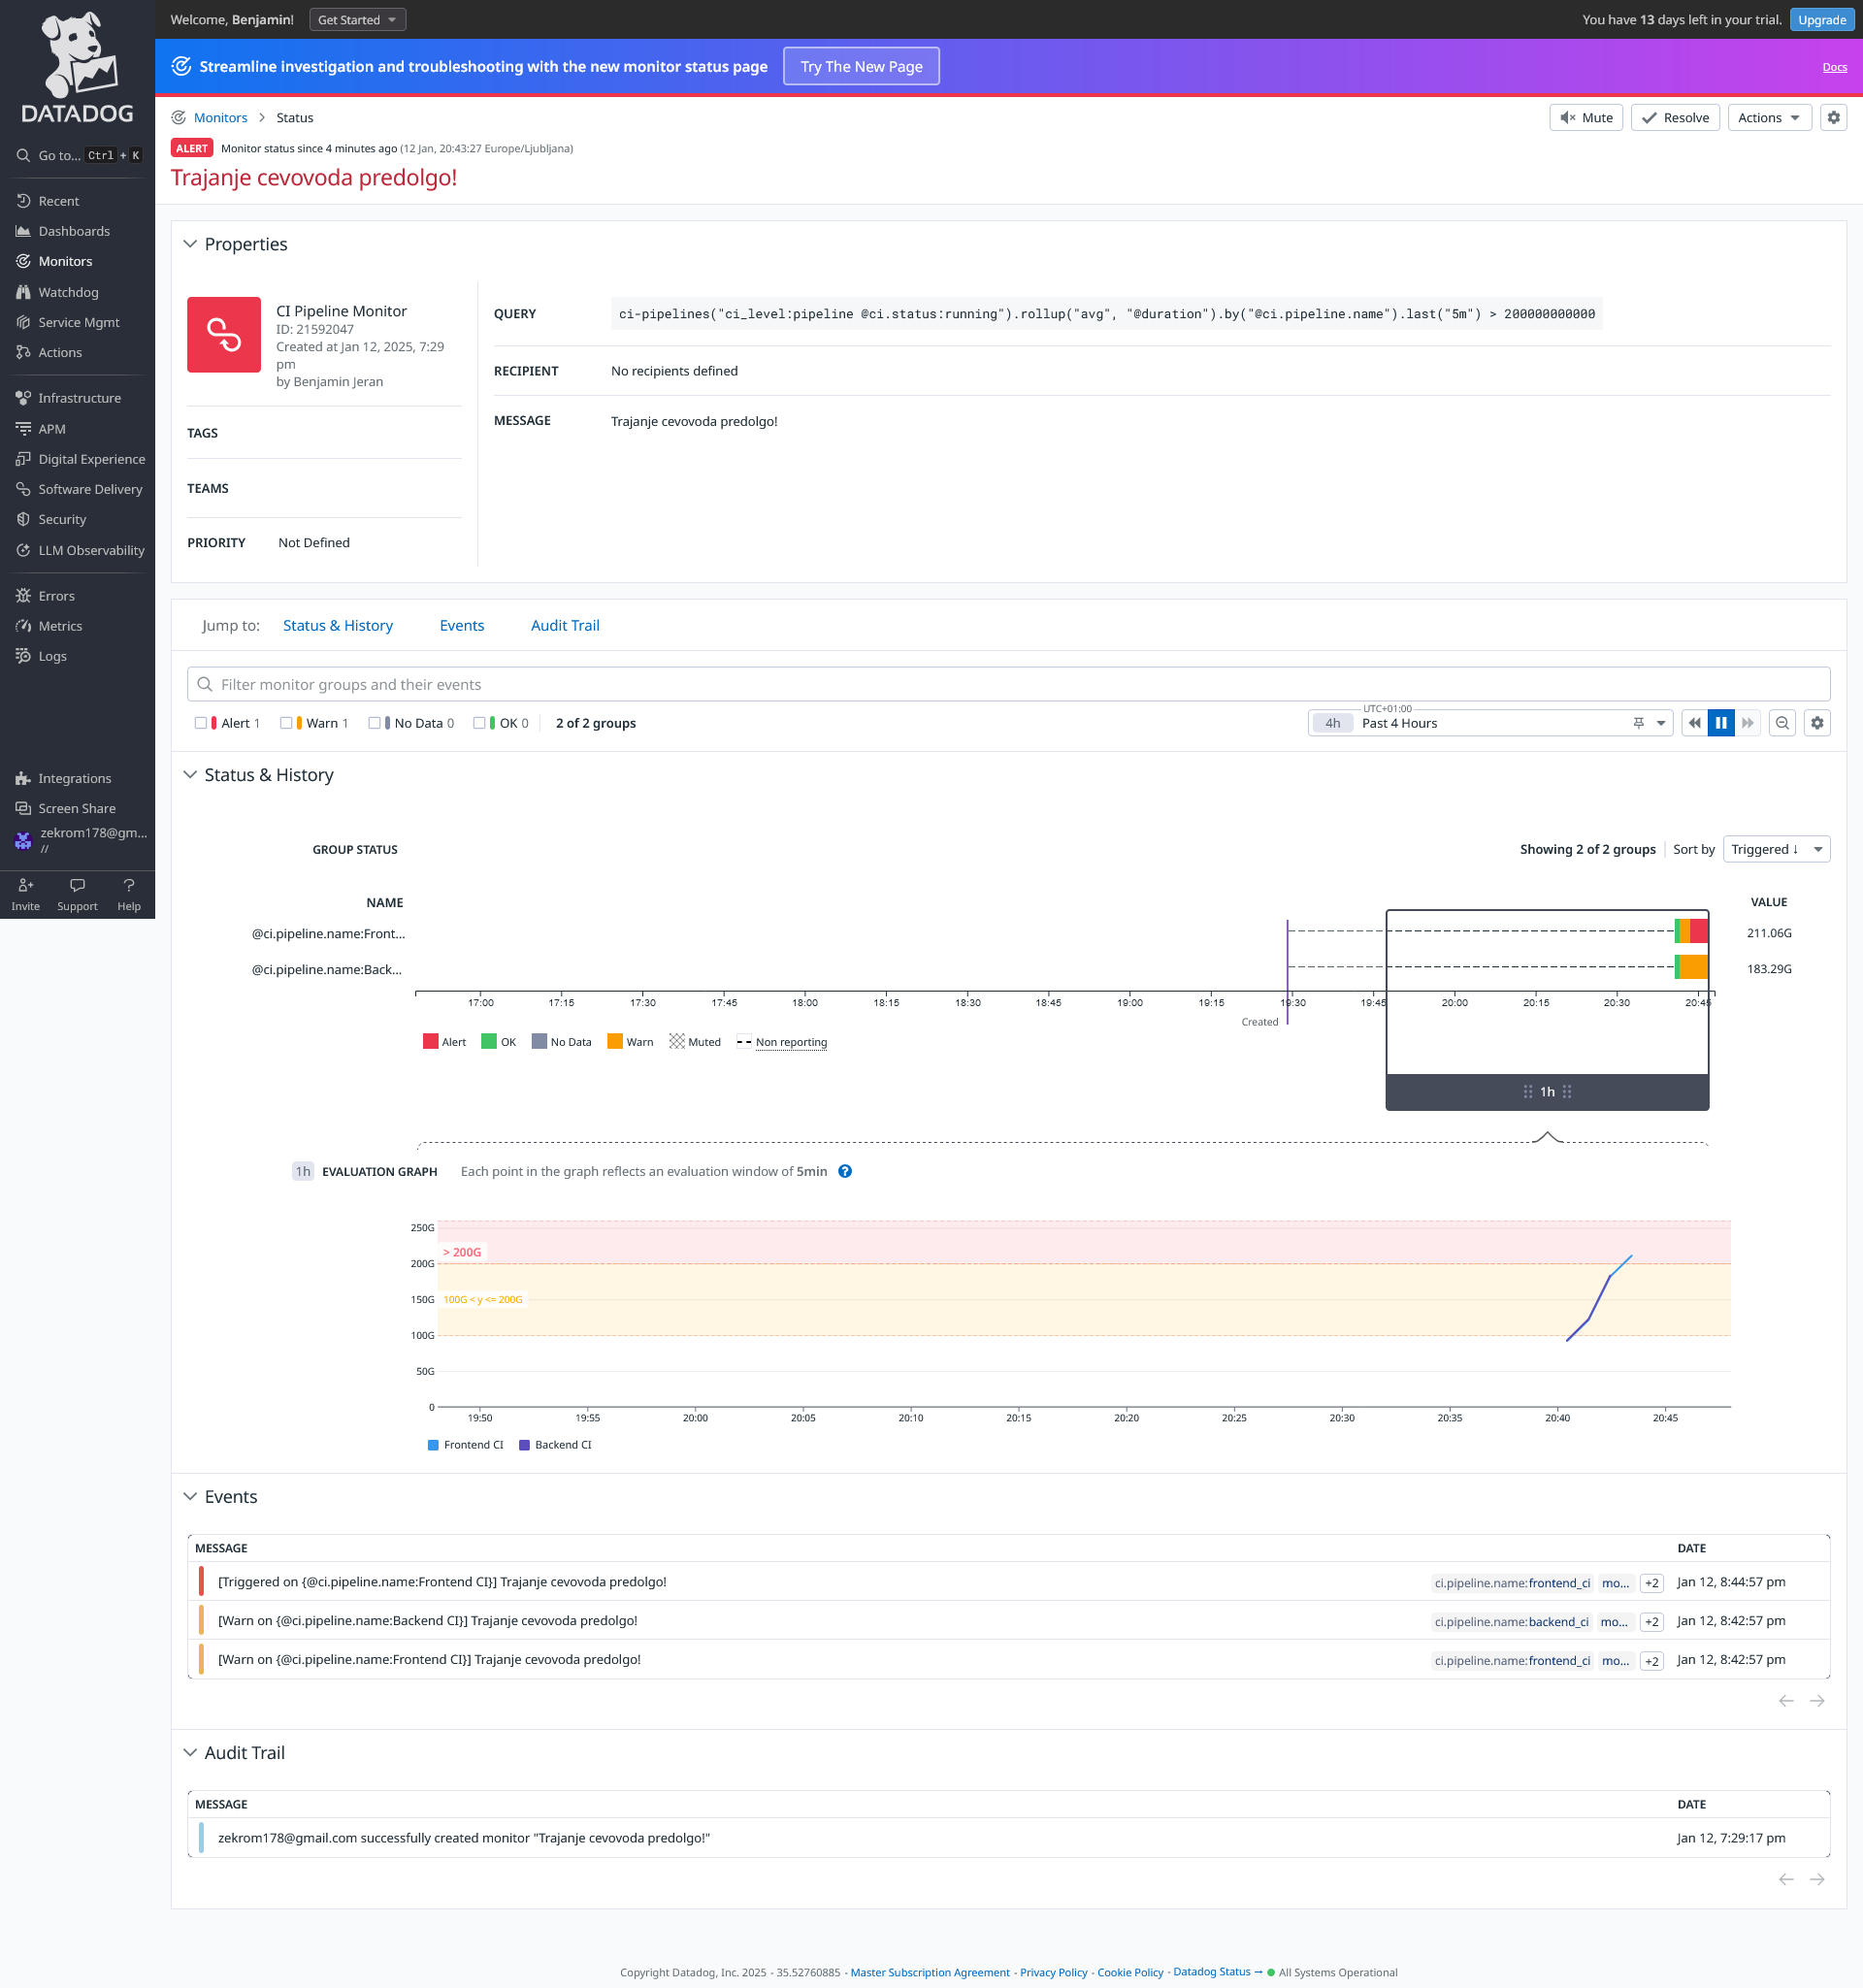 DATADOG
Go to... Ctrl + K
Recent
Dashboards
Monitors
Watchdog
Service Mgmt
Actions
Infrastructure
APM
Digital Experience
Software Delivery
Security
LLM Observability
Errors
Metrics
Logs
Integrations
Screen Share
zekrom178@gm...
//
Invite Support Help
Welcome, Benjamin! Get Started
You have 13 days left in your trial. Upgrade
Streamline investigation and troubleshooting with the new monitor status page Try The New Page Docs
Monitors > Status
Mute Resolve Actions
ALERT Monitor status since 4 minutes ago (12 Jan, 20:43:27 Europe/Ljubljana)
Trajanje cevovoda predolgo!
Properties
CI Pipeline Monitor
ID: 21592047
Created at Jan 12, 2025, 7:29
pm
by Benjamin Jeran
TAGS
TEAMS
PRIORITY Not Defined
QUERY ci-pipelines("ci_level:pipeline @ci.status:running").rollup("avg", "@duration").by("@ci.pipeline.name").last("5m") > 200000000000
RECIPIENT No recipients defined
MESSAGE Trajanje cevovoda predolgo!
Jump to: Status & History Events Audit Trail
Filter monitor groups and their events
Alert 1 Warn 1 No Data 0 OK 0 2 of 2 groups
UTC+01:00
4h Past 4 Hours
Status & History
GROUP STATUS
Showing 2 of 2 groups Sort by Triggered ↓
NAME VALUE
@ci.pipeline.name:Front... 211.06G
@ci.pipeline.name:Back... 183.29G
17:00 17:15 17:30 17:45 18:00 18:15 18:30 18:45 19:00 19:15 19:30 19:45 20:00 20:15 20:30 20:45
Created
Alert OK No Data Warn Muted Non reporting
1h
1h EVALUATION GRAPH Each point in the graph reflects an evaluation window of 5min ?
250G
> 200G
200G
150G 100G < y <= 200G
100G
50G
0
19:50 19:55 20:00 20:05 20:10 20:15 20:20 20:25 20:30 20:35 20:40 20:45
Frontend CI Backend CI
Events
MESSAGE DATE
[Triggered on {@ci.pipeline.name:Frontend CI}] Trajanje cevovoda predolgo! ci.pipeline.name:frontend_ci mo... +2 Jan 12, 8:44:57 pm
[Warn on {@ci.pipeline.name:Backend CI}] Trajanje cevovoda predolgo! ci.pipeline.name:backend_ci mo... +2 Jan 12, 8:42:57 pm
[Warn on {@ci.pipeline.name:Frontend CI}] Trajanje cevovoda predolgo! ci.pipeline.name:frontend_ci mo... +2 Jan 12, 8:42:57 pm
Audit Trail
MESSAGE DATE
zekrom178@gmail.com successfully created monitor "Trajanje cevovoda predolgo!" Jan 12, 7:29:17 pm
Copyright Datadog, Inc. 2025 - 35.52760885 - Master Subscription Agreement - Privacy Policy - Cookie Policy - Datadog Status → All Systems Operational